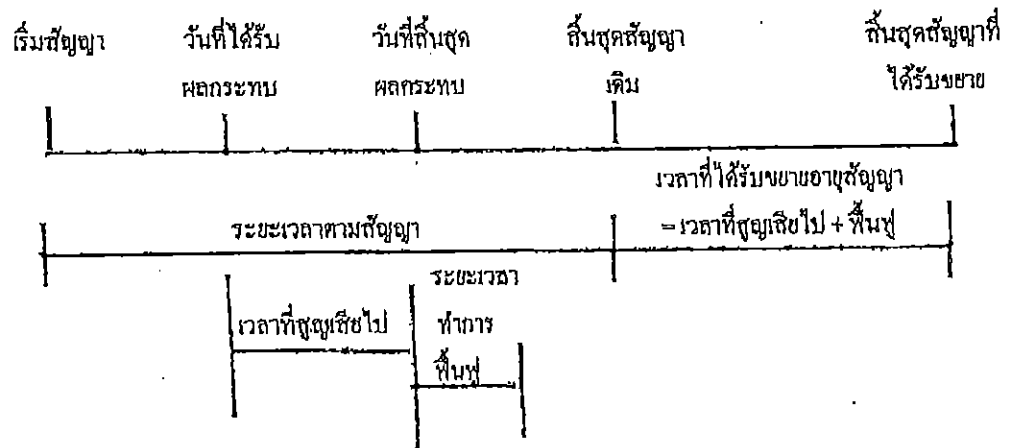 เริ่มสัญญา
วันที่ได้รับ
ผลกระทบ
วันที่สิ้นสุด
ผลกระทบ
สิ้นสุดสัญญา
เดิม
สิ้นสุดสัญญาที่
ได้รับขยาย
เวลาที่ได้รับขยายอายุสัญญา
= เวลาที่สูญเสียไป + ฟื้นฟู
ระยะเวลาตามสัญญา
ระยะเวลา
ทำการ
ฟื้นฟู
เวลาที่สูญเสียไป